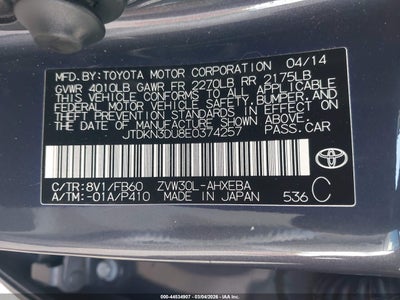 MFD. BY: TOYOTA MOTOR CORPORATION 04/14
GVWR 4010LB GAWR FR 2270LB RR 2175LB
THIS VEHICLE CONFORMS TO ALL APPLICABLE
FEDERAL MOTOR VEHICLE SAFETY, BUMPER, AND
THEFT PREVENTION STANDARDS IN EFFECT ON
THE DATE OF MANUFACTURE SHOWN ABOVE.
JTDKN3DU8E0374257 PASS. CAR
C/TR: 8V1/FB60 ZVW30L-AHXEBA
A/TM: -01A/P410 MADE IN JAPAN 536 C
TOYOTA
000-44534907 - 03/04/2026 - IAAI.COM